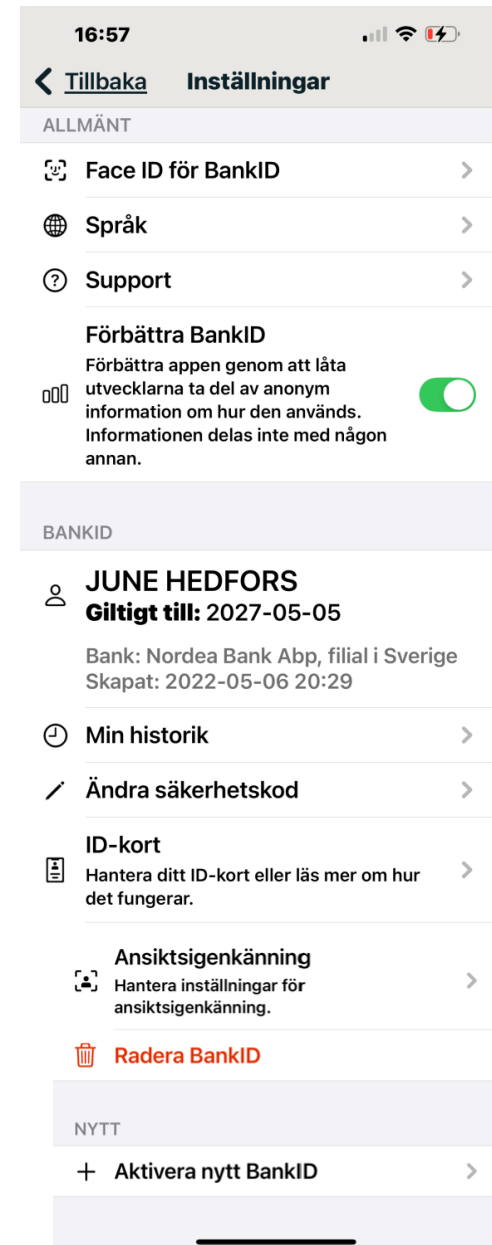 16:57
Tillbaka Inställningar
ALLMÄNT
Face ID för BankID
Språk
Support
Förbättra BankID
Förbättra appen genom att låta
utvecklarna ta del av anonym
information om hur den används.
Informationen delas inte med någon
annan.
BANKID
JUNE HEDFORS
Giltigt till: 2027-05-05
Bank: Nordea Bank Abp, filial i Sverige
Skapat: 2022-05-06 20:29
Min historik
Ändra säkerhetskod
ID-kort
Hantera ditt ID-kort eller läs mer om hur
det fungerar.
Ansiktsigenkänning
Hantera inställningar för
ansiktsigenkänning.
Radera BankID
NYTT
Aktivera nytt BankID